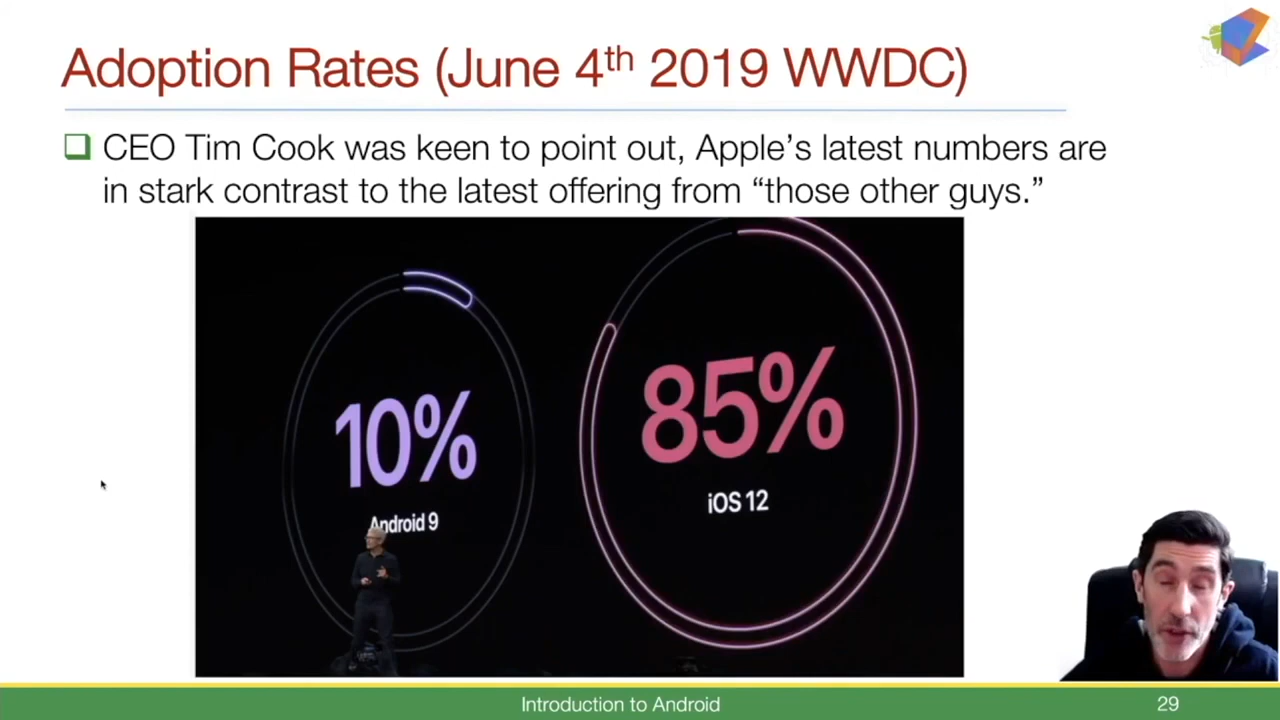 Adoption Rates (June 4th 2019 WWDC)
CEO Tim Cook was keen to point out, Apple’s latest numbers are
in stark contrast to the latest offering from “those other guys.”
10%
Android 9
85%
iOS 12
Introduction to Android
29